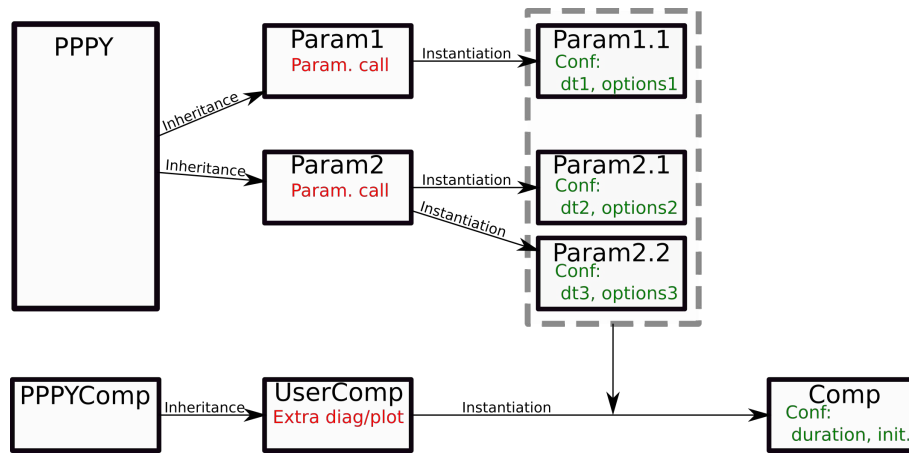 PPPY
Inheritance
Inheritance
Param1
Param. call
Instantiation
Param1.1
Conf:
dt1, options1
Param2
Param. call
Instantiation
Instantiation
Param2.1
Conf:
dt2, options2
Param2.2
Conf:
dt3, options3
PPPYComp
Inheritance
UserComp
Extra diag/plot
Instantiation
Comp
Conf:
duration, init.